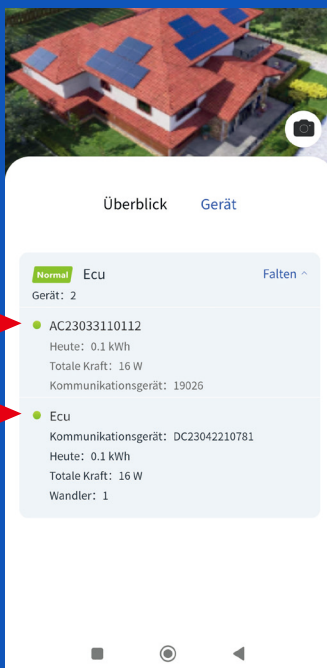 Überblick Gerät
Normal Ecu Falten
Gerät: 2
AC23033110112
Heute: 0.1 kWh
Totale Kraft: 16 W
Kommunikationsgerät: 19026
Ecu
Kommunikationsgerät: DC23042210781
Heute: 0.1 kWh
Totale Kraft: 16 W
Wandler: 1